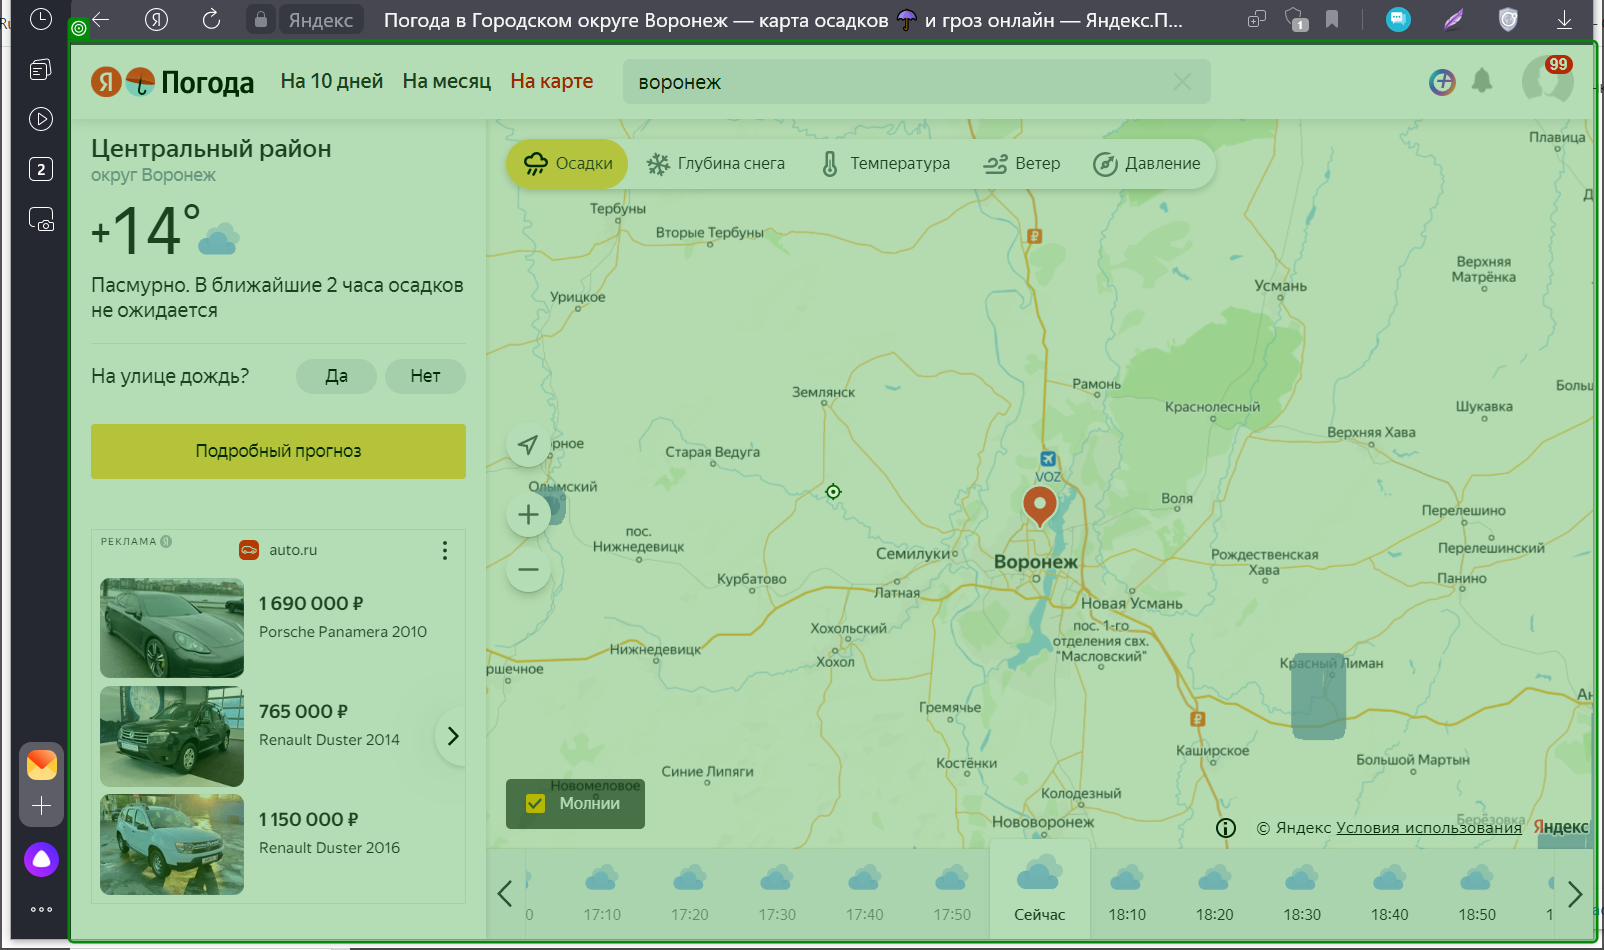 Яндекс
Погода в Городском округе Воронеж — карта осадков ☂ и гроз онлайн — Яндекс.П...
1
2
Я Погода
На 10 дней
На месяц
На карте
воронеж
99
Центральный район
округ Воронеж
+14°
Пасмурно. В ближайшие 2 часа осадков
не ожидается
На улице дождь?
Да
Нет
Подробный прогноз
РЕКЛАМА
auto.ru
1 690 000 ₽
Porsche Panamera 2010
765 000 ₽
Renault Duster 2014
1 150 000 ₽
Renault Duster 2016
Осадки
Глубина снега
Температура
Ветер
Давление
Плавица
Тербуны
Вторые Тербуны
Верхняя
Матрёнка
Усмань
Урицкое
Рамонь
Землянск
Больш
Краснолесный
Шукавка
Верхняя Хава
рное
Старая Ведуга
VOZ
Олымский
Воля
Перелешино
пос.
Нижнедевицк
Семилуки
Воронеж
Рождественская
Хава
Перелешинский
Панино
Курбатово
Латная
Новая Усмань
Хохольский
пос. 1-го
отделения свх.
"Масловский"
Нижнедевицк
Хохол
ршечное
Красный Лиман
Ан
Гремячье
Каширское
Костёнки
Большой Мартын
Синие Липяги
Новомеловое
Колодезный
Нововоронеж
Берёзовка
Молнии
© Яндекс Условия использования
Яндекс
0
17:10
17:20
17:30
17:40
17:50
Сейчас
18:10
18:20
18:30
18:40
18:50
1